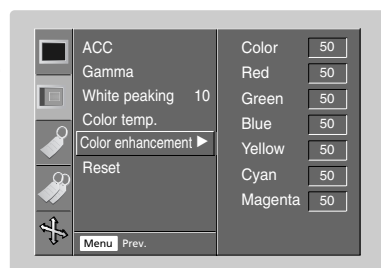 ACC
Gamma
White peaking 10
Color temp.
Color enhancement
Reset
Menu Prev.
Color 50
Red 50
Green 50
Blue 50
Yellow 50
Cyan 50
Magenta 50